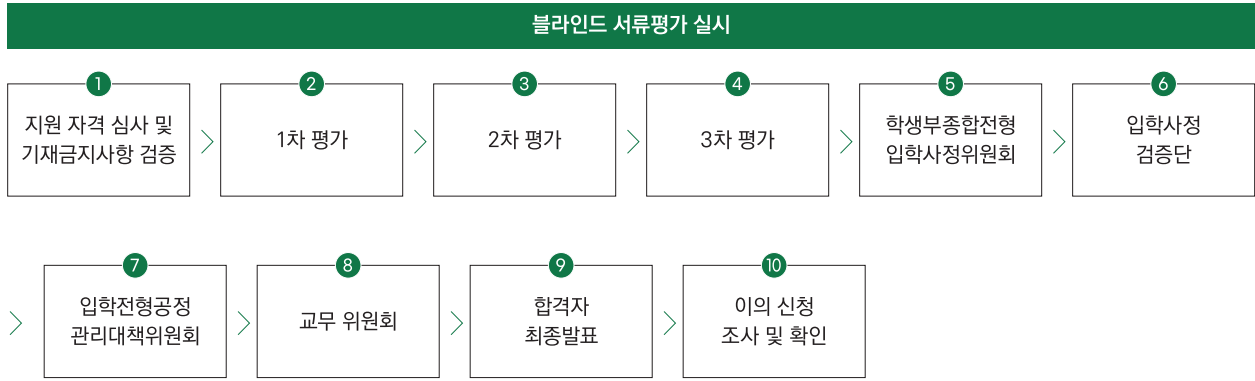 블라인드 서류평가 실시
1
지원 자격 심사 및
기재금지사항 검증
2
1차 평가
3
2차 평가
4
3차 평가
5
학생부종합전형
입학사정위원회
6
입학사정
검증단
7
입학전형공정
관리대책위원회
8
교무 위원회
9
합격자
최종발표
10
이의 신청
조사 및 확인